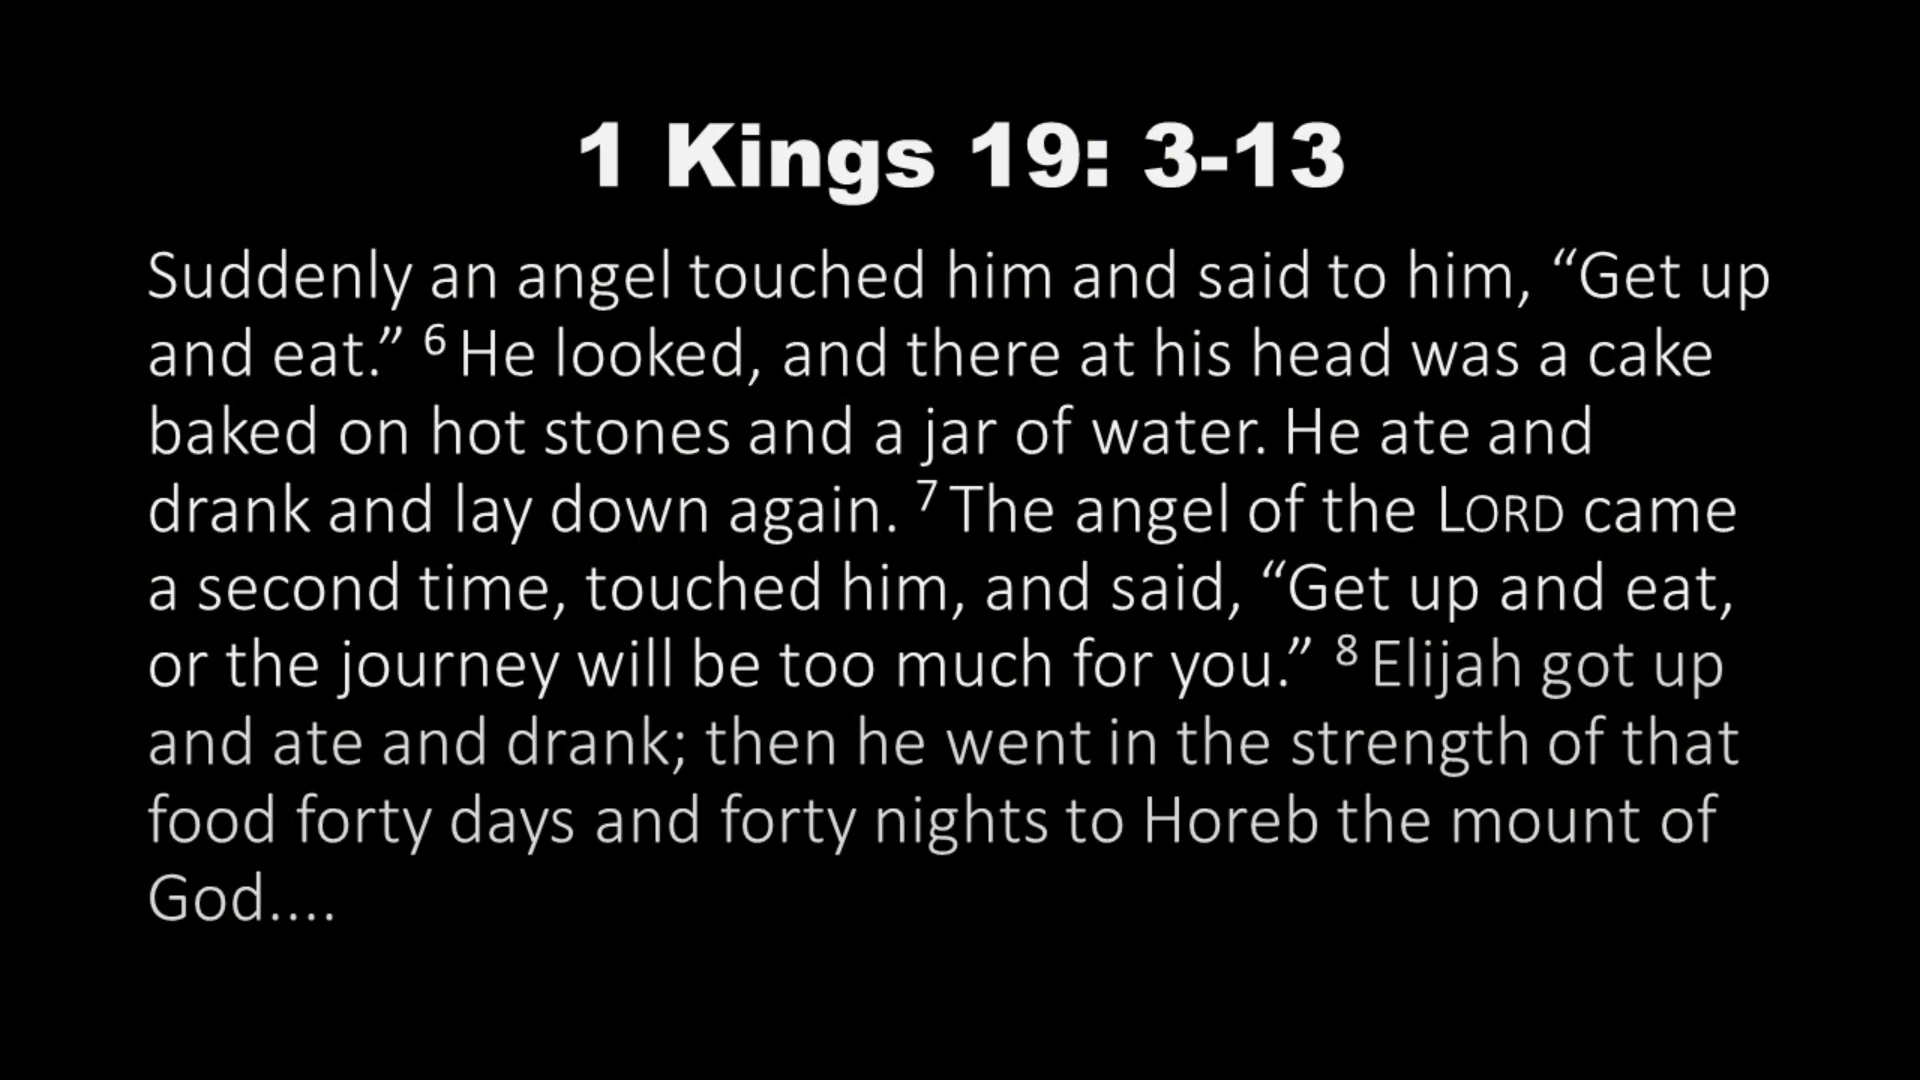 1 Kings 19: 3-13
Suddenly an angel touched him and said to him, “Get up
and eat.” ⁶ He looked, and there at his head was a cake
baked on hot stones and a jar of water. He ate and
drank and lay down again. ⁷ The angel of the LORD came
a second time, touched him, and said, “Get up and eat,
or the journey will be too much for you.” ⁸ Elijah got up
and ate and drank; then he went in the strength of that
food forty days and forty nights to Horeb the mount of
God....